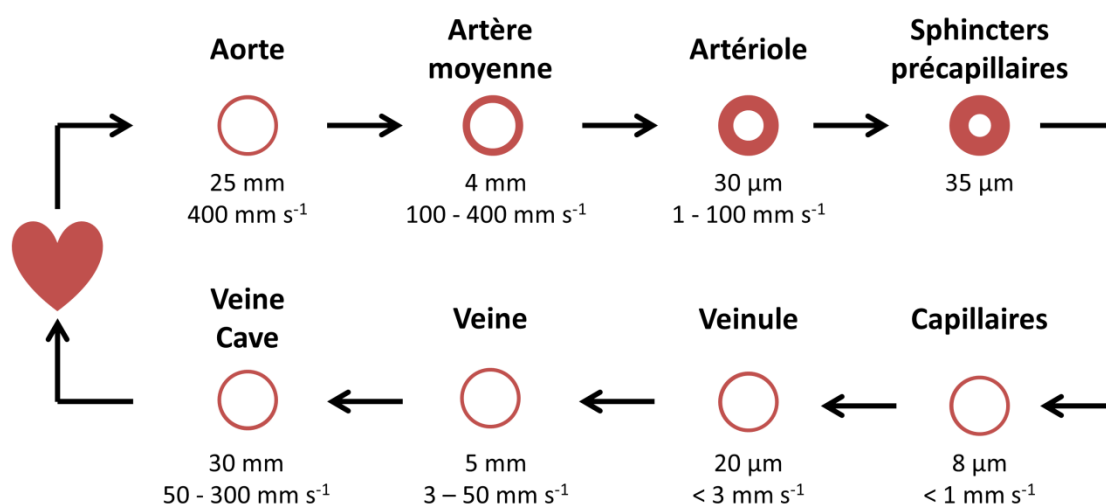 Aorte
25 mm
400 mm s⁻¹
Artère
moyenne
4 mm
100 - 400 mm s⁻¹
Artériole
30 µm
1 - 100 mm s⁻¹
Sphincters
précapillaires
35 µm
Veine
Cave
30 mm
50 - 300 mm s⁻¹
Veine
5 mm
3 – 50 mm s⁻¹
Veinule
20 µm
< 3 mm s⁻¹
Capillaires
8 µm
< 1 mm s⁻¹